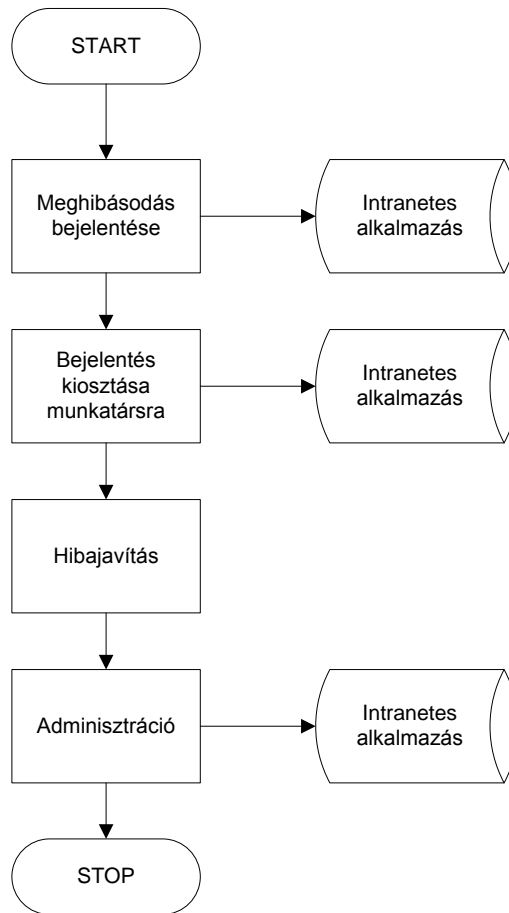 START
Meghibásodás
bejelentése
Intranetes
alkalmazás
Bejelentés
kiosztása
munkatársra
Intranetes
alkalmazás
Hibajavítás
Adminisztráció
Intranetes
alkalmazás
STOP